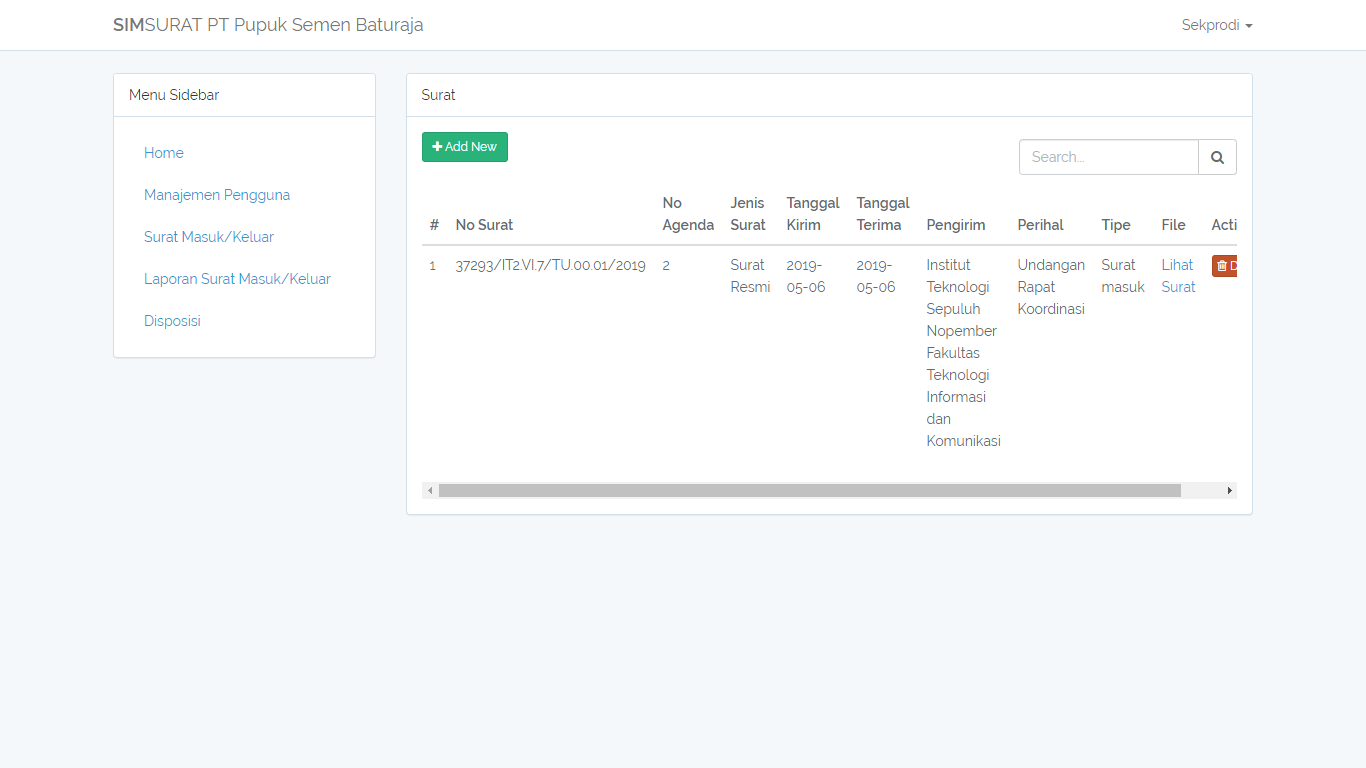 SIMSURAT PT Pupuk Semen Baturaja
Sekprodi
Menu Sidebar
Home
Manajemen Pengguna
Surat Masuk/Keluar
Laporan Surat Masuk/Keluar
Disposisi
Surat
Add New
Search...
# No Surat No Agenda Jenis Surat Tanggal Kirim Tanggal Terima Pengirim Perihal Tipe File Acti
1 37293/IT2.VI.7/TU.00.01/2019 2 Surat 2019- 2019- Institut Undangan Surat Lihat D
Resmi 05-06 05-06 Teknologi Rapat masuk Surat
Sepuluh Koordinasi
Nopember
Fakultas
Teknologi
Informasi
dan
Komunikasi